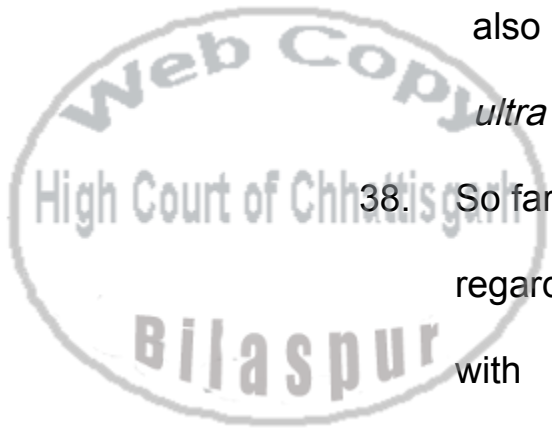 also
Web Copy
ultra
High Court of Chhattisgarh
38. So far
regard
with
Bilaspur